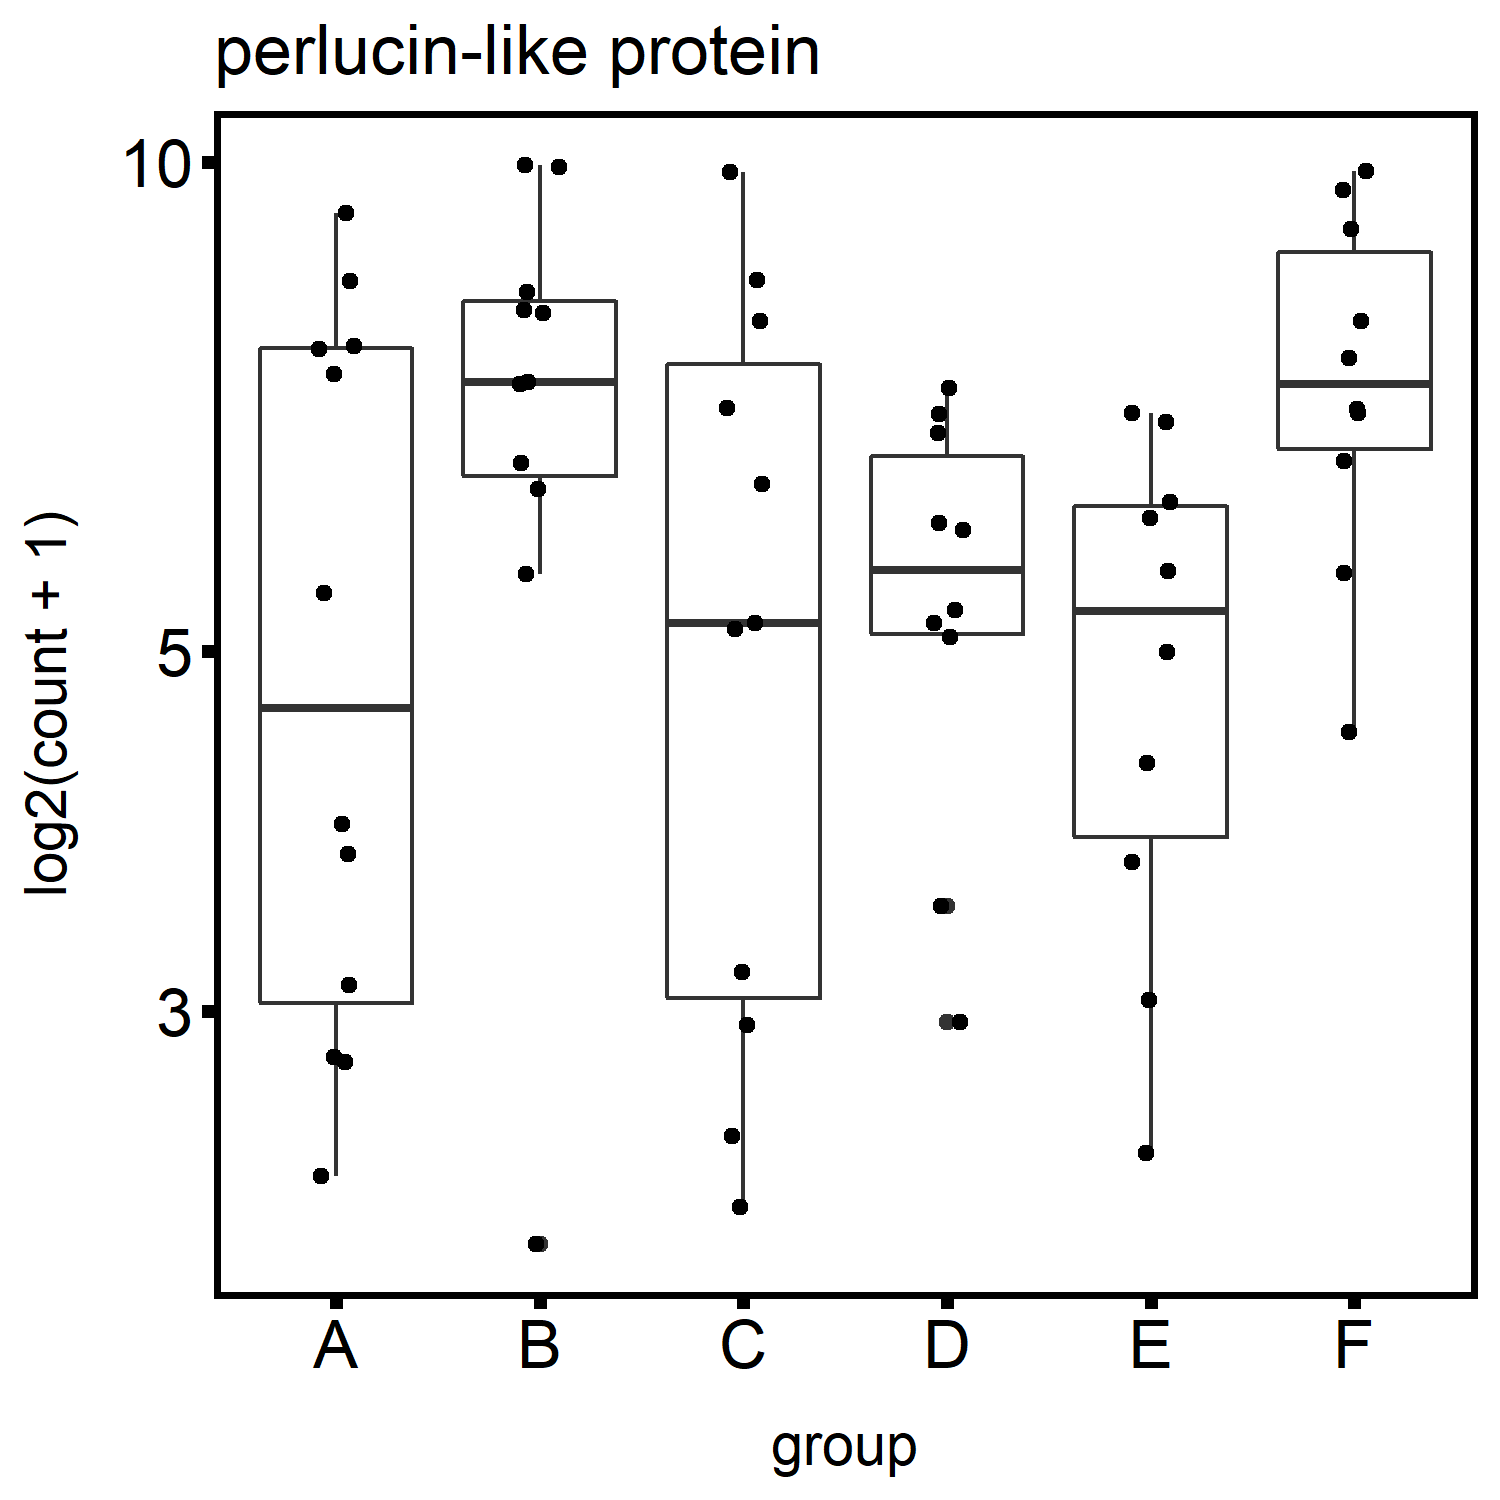 perlucin-like protein
log2(count + 1)
10
5
3
A B C D E F
group